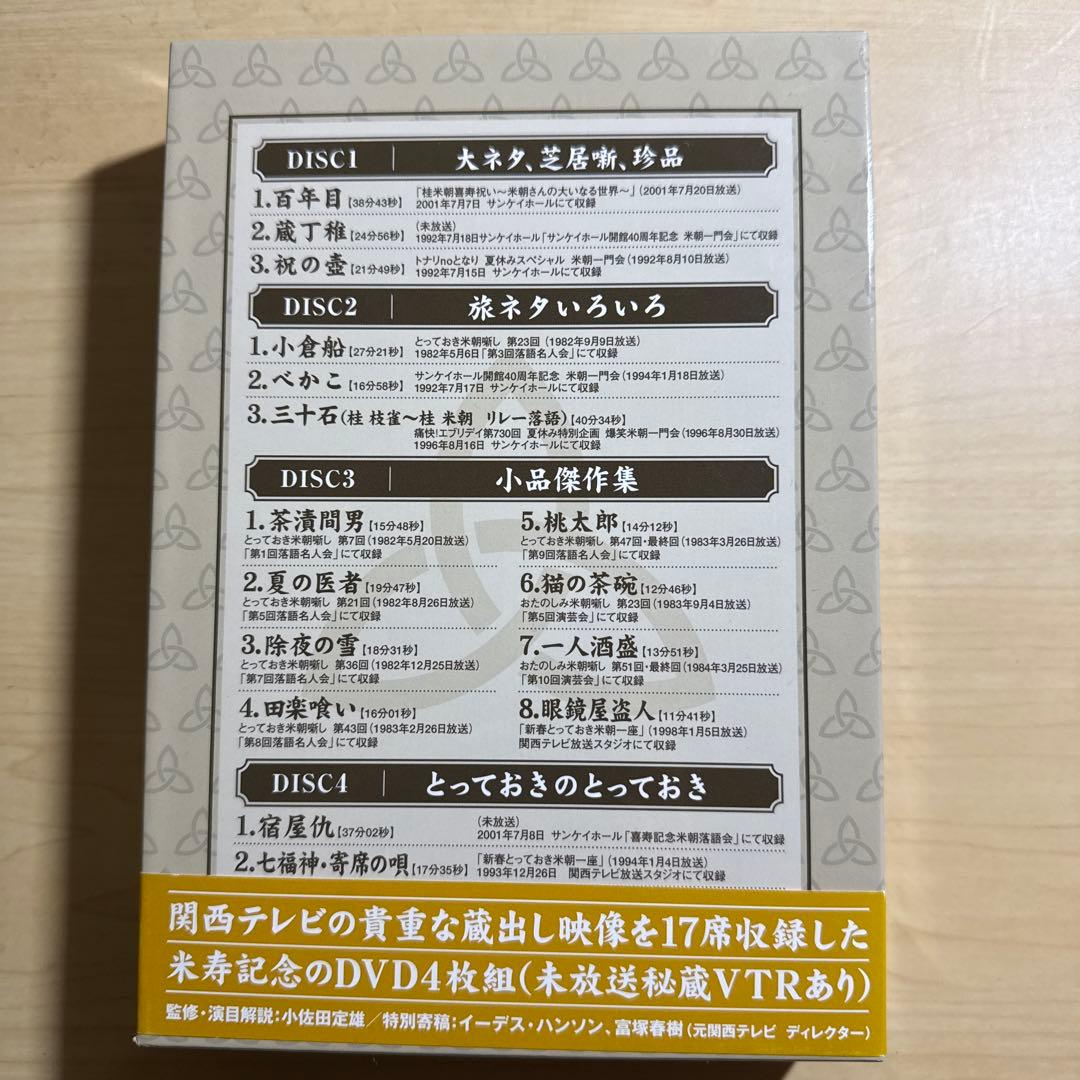 DISC1 大ネタ、芝居噺、珍品
1.百年目【38分43秒】 「桂米朝喜寿祝い〜米朝さんの大いなる世界〜」(2001年7月20日放送)
2001年7月7日 サンケイホールにて収録
2.蔵丁稚【24分56秒】 (未放送)
1992年7月18日サンケイホール「サンケイホール開館40周年記念 米朝一門会」にて収録
3.祝の壺【21分49秒】 トナリnoとなり 夏休みスペシャル 米朝一門会(1992年8月10日放送)
1992年7月15日 サンケイホールにて収録
DISC2 旅ネタいろいろ
1.小倉船【27分21秒】 とっておき米朝噺し 第23回(1982年9月9日放送)
1982年5月6日「第3回落語名人会」にて収録
2.べかこ【16分58秒】 サンケイホール開館40周年記念 米朝一門会(1994年1月18日放送)
1992年7月17日 サンケイホールにて収録
3.三十石(桂 枝雀〜桂 米朝 リレー落語)【40分34秒】
痛快!エブリデイ第730回 夏休み特別企画 爆笑米朝一門会(1996年8月30日放送)
1996年8月16日 サンケイホールにて収録
DISC3 小品傑作集
1.茶漬間男【15分48秒】
とっておき米朝噺し 第7回(1982年5月20日放送)
「第1回落語名人会」にて収録
2.夏の医者【19分47秒】
とっておき米朝噺し 第21回(1982年8月26日放送)
「第5回落語名人会」にて収録
3.除夜の雪【18分31秒】
とっておき米朝噺し 第36回(1982年12月25日放送)
「第7回落語名人会」にて収録
4.田楽喰い【16分01秒】
とっておき米朝噺し 第43回(1983年2月26日放送)
「第8回落語名人会」にて収録
5.桃太郎【14分12秒】
とっておき米朝噺し 第47回・最終回(1983年3月26日放送)
「第9回落語名人会」にて収録
6.猫の茶碗【12分46秒】
おたのしみ米朝噺し 第23回(1983年9月4日放送)
「第5回演芸会」にて収録
7.一人酒盛【13分51秒】
おたのしみ米朝噺し 第51回・最終回(1984年3月25日放送)
「第10回演芸会」にて収録
8.眼鏡屋盗人【11分41秒】
「新春とっておき米朝一座」(1998年1月5日放送)
関西テレビ放送スタジオにて収録
DISC4 とっておきのとっておき
1.宿屋仇【37分02秒】 (未放送)
2001年7月8日 サンケイホール「喜寿記念米朝落語会」にて収録
2.七福神・寄席の唄【17分35秒】 「新春とっておき米朝一座」(1994年1月4日放送)
1993年12月26日 関西テレビ放送スタジオにて収録
関西テレビの貴重な蔵出し映像を17席収録した
米寿記念のDVD4枚組(未放送秘蔵VTRあり)
監修・演目解説:小佐田定雄/特別寄稿:イーデス・ハンソン、富塚春樹(元関西テレビ ディレクター)